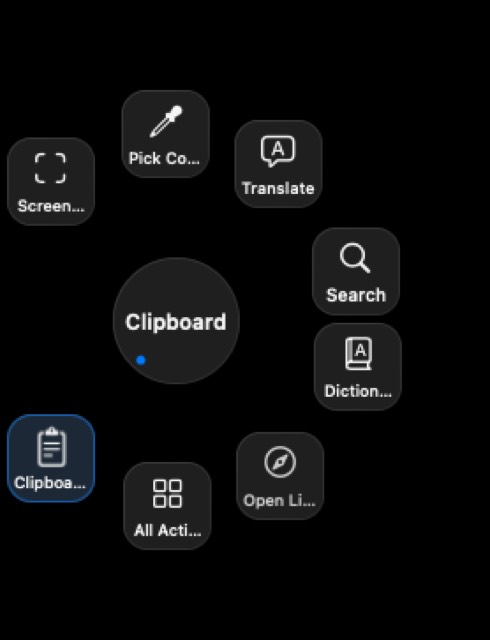 Pick Co...
Translate
Screen...
Search
Clipboard
Diction...
Clipboa...
Open Li...
All Acti...